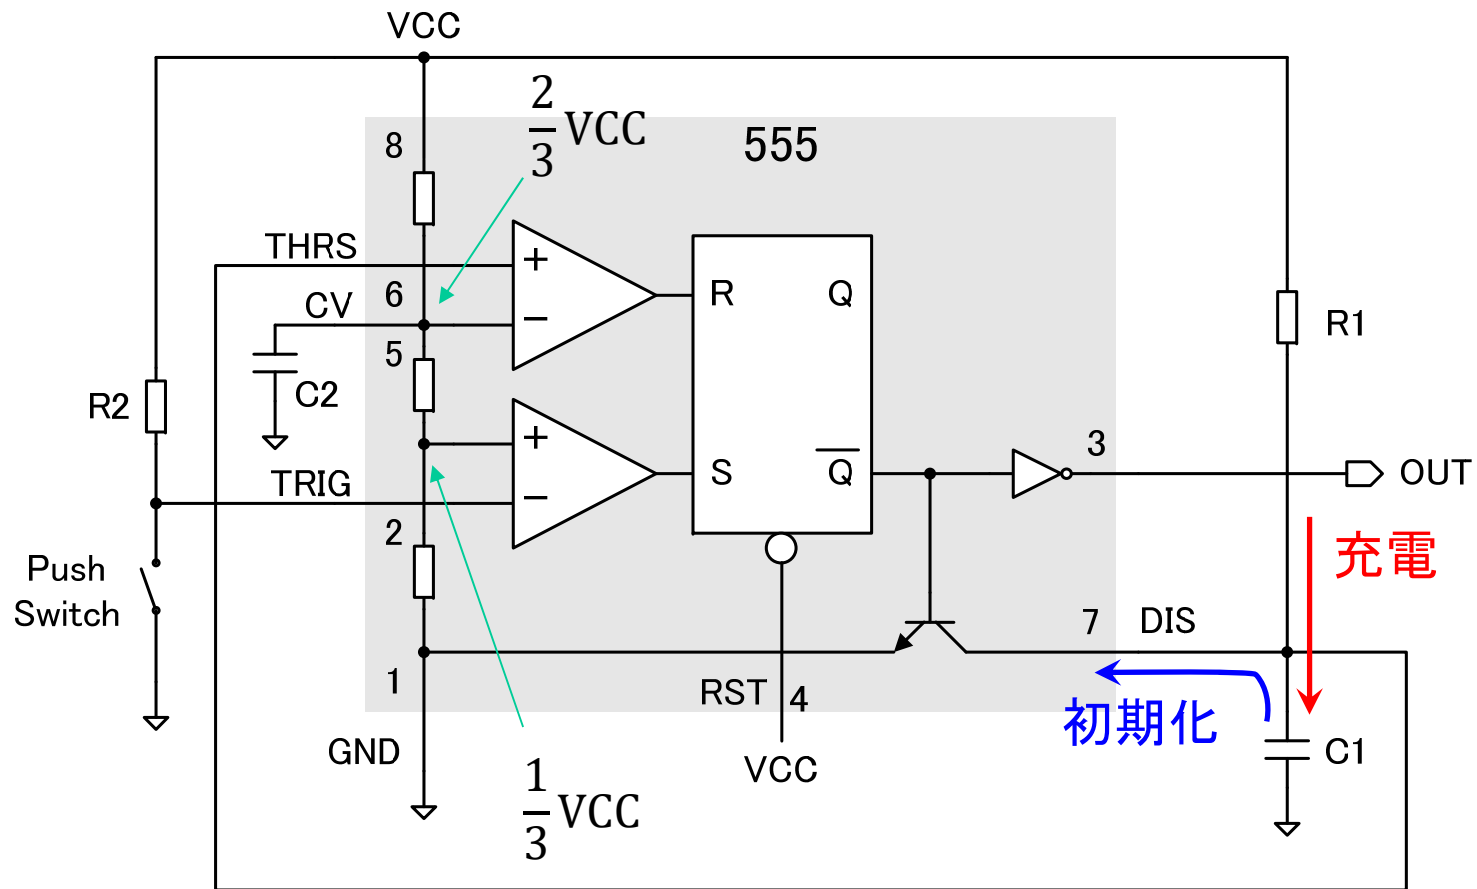 VCC
2
3
VCC
555
8
THRS
+
R
Q
6
CV
−
R1
5
C2
R2
+
3
TRIG
S
Q
OUT
−
2
充電
Push
Switch
7
DIS
1
RST
4
初期化
GND
VCC
C1
1
3
VCC